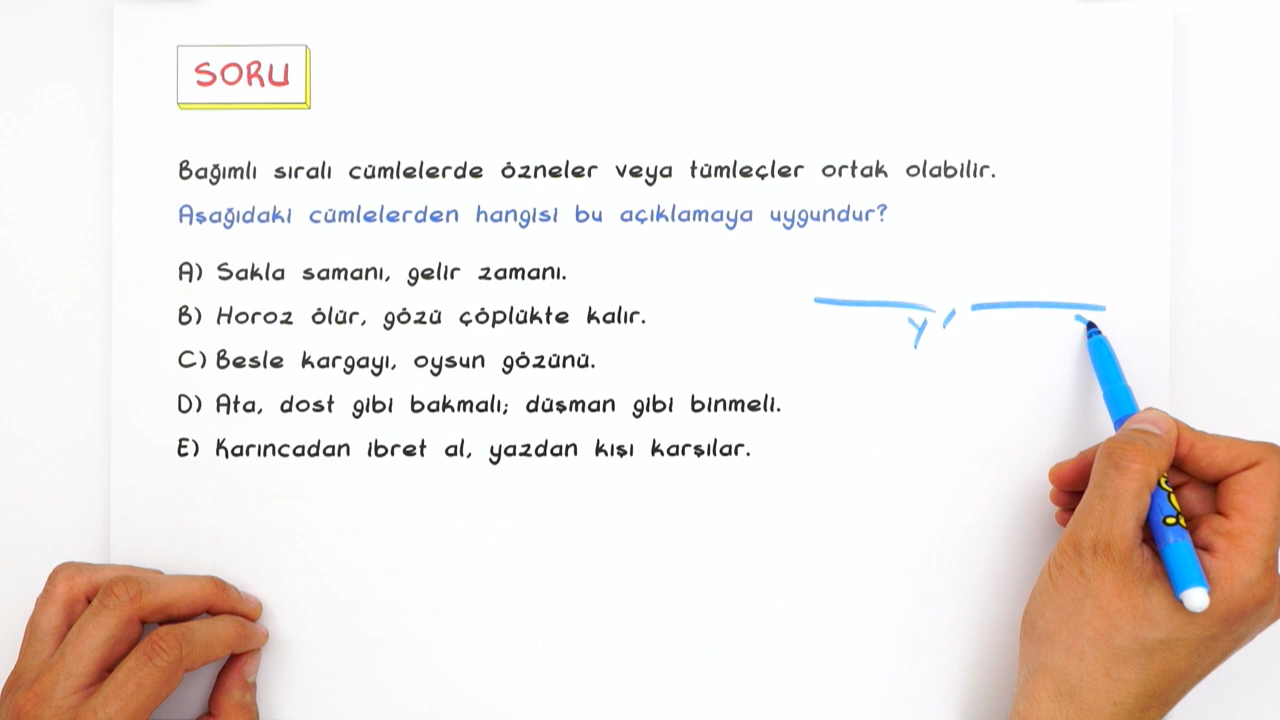 SORU
Bağımlı sıralı cümlelerde özneler veya tümleçler ortak olabilir.
Aşağıdaki cümlelerden hangisi bu açıklamaya uygundur?
A) Sakla samanı, gelir zamanı.
B) Horoz ölür, gözü çöplükte kalır.
y ,
C) Besle kargayı, oysun gözünü.
D) Ata, dost gibi bakmalı; düşman gibi binmeli.
E) Karıncadan ibret al, yazdan kışı karşılar.